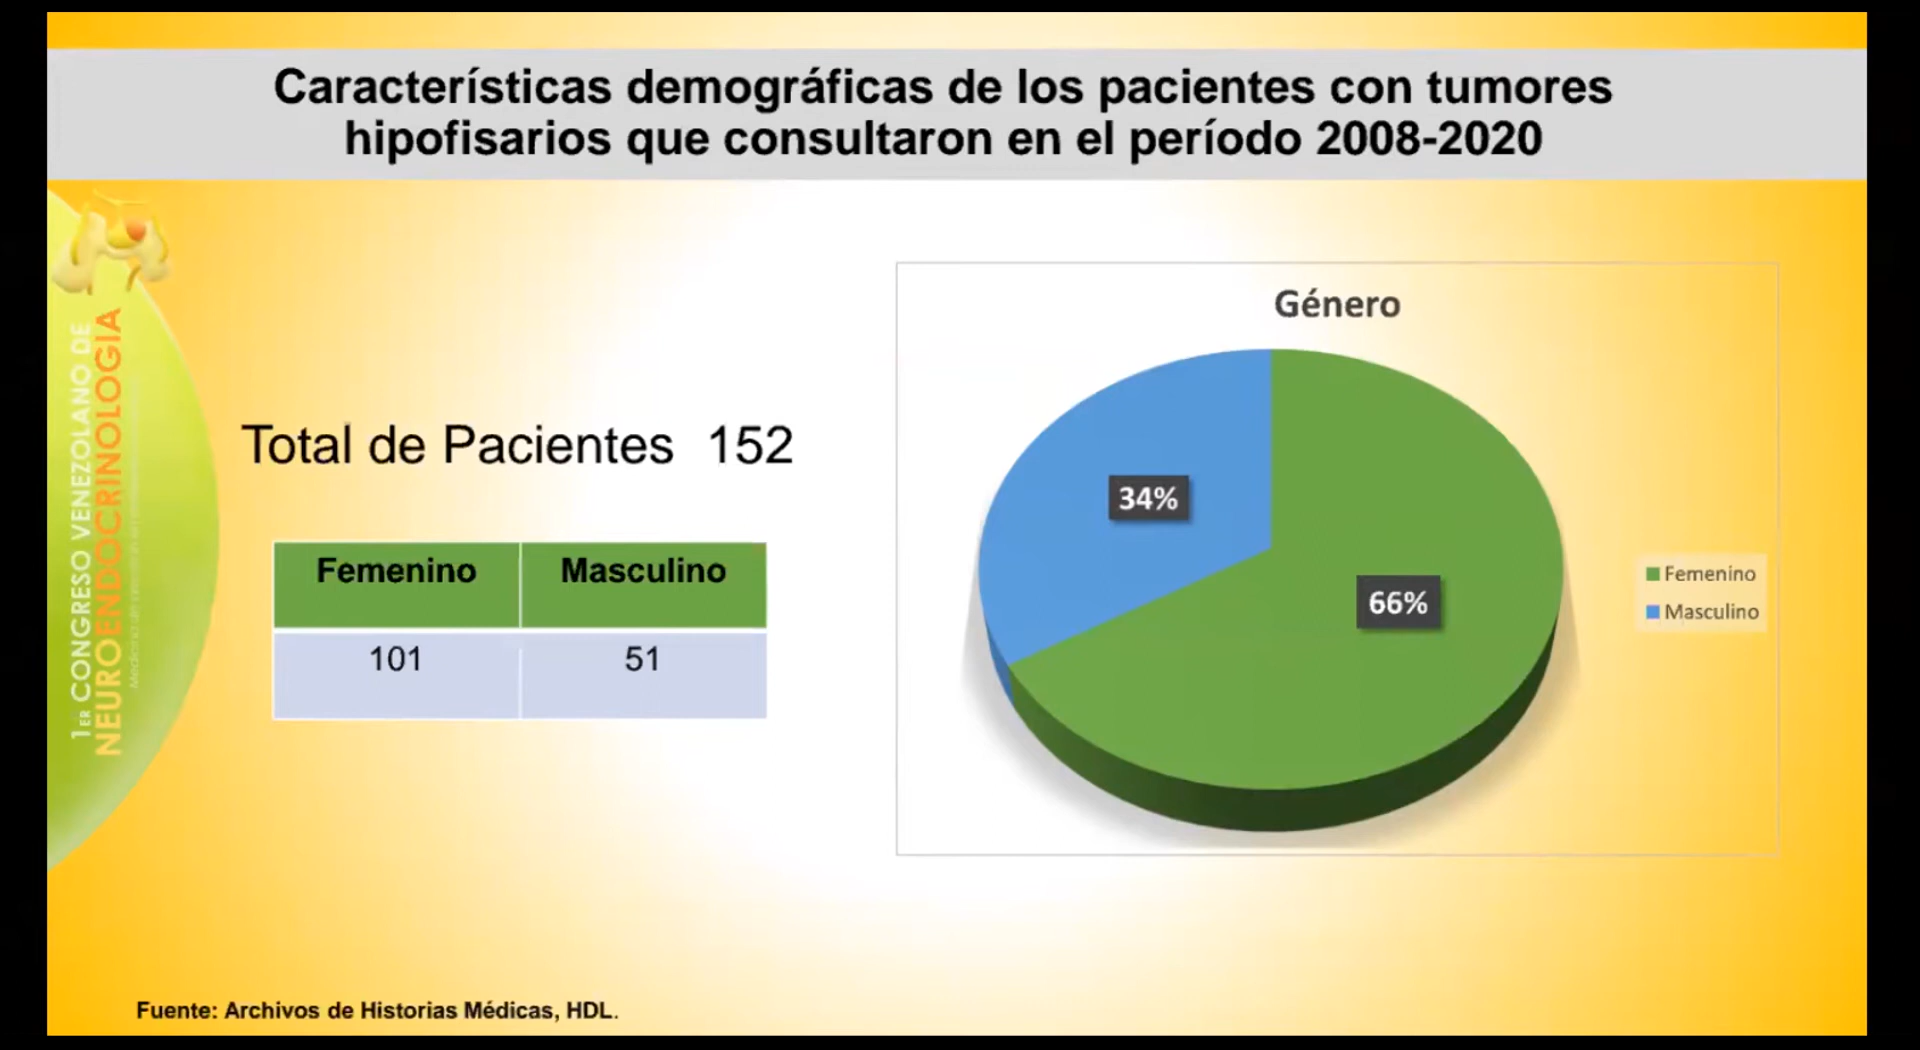 Características demográficas de los pacientes con tumores
hipofisarios que consultaron en el período 2008-2020
1ER CONGRESO VENEZOLANO DE
NEUROENDOCRINOLOGIA
Total de Pacientes 152
Femenino Masculino
101 51
Género
34%
66%
Femenino
Masculino
Fuente: Archivos de Historias Médicas, HDL.